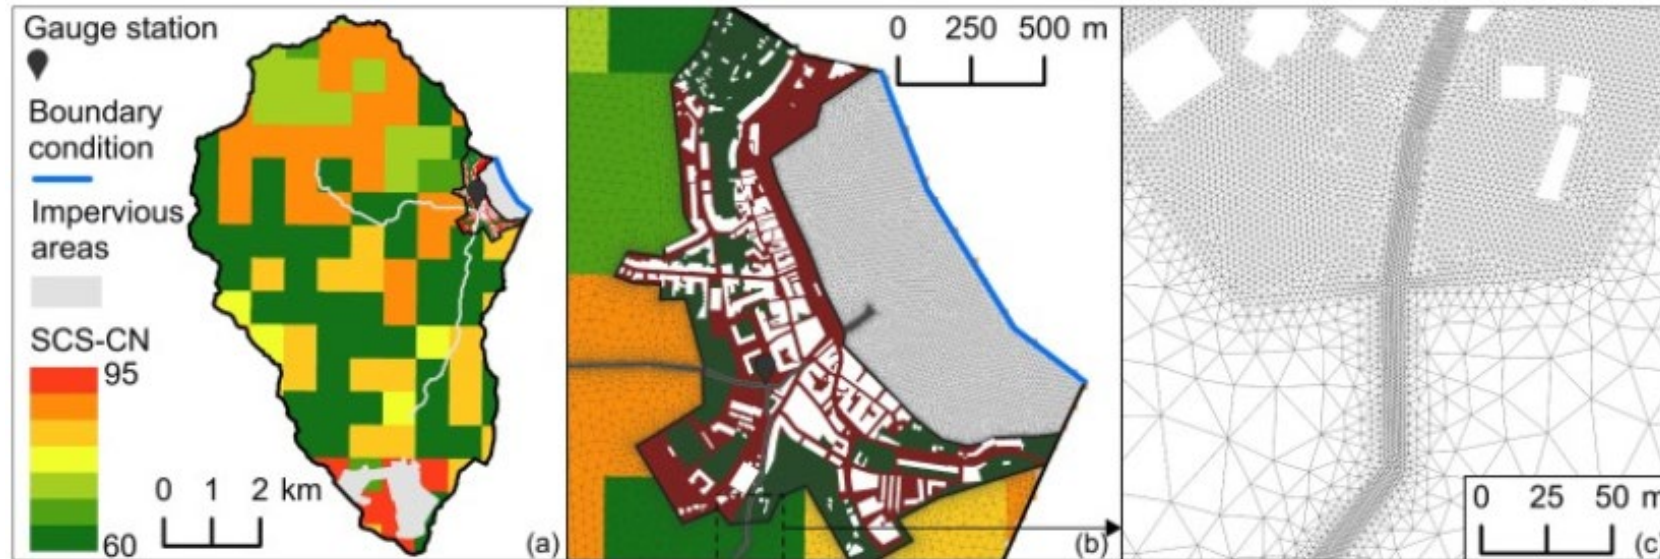 Gauge station
Boundary
condition
Impervious
areas
SCS-CN
95
60
0 1 2 km
(a)
0 250 500 m
(b)
0 25 50 m
(c)